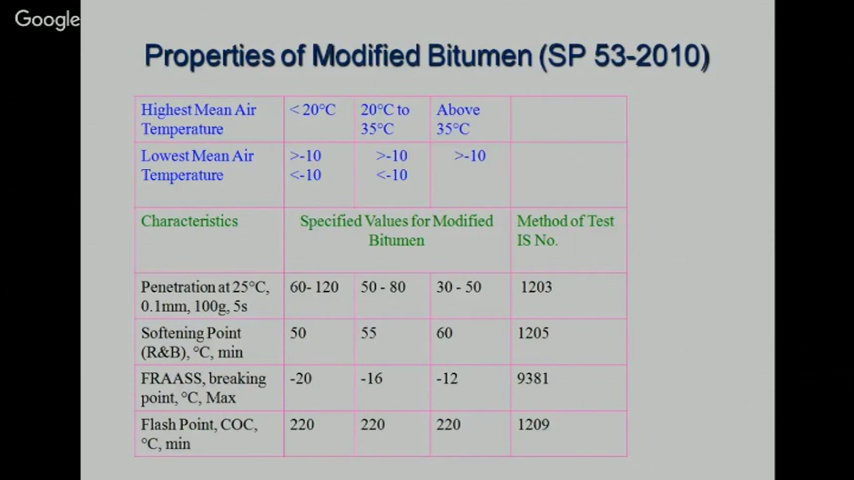 Google
Properties of Modified Bitumen (SP 53-2010)
Highest Mean Air Temperature < 20°C 20°C to 35°C Above 35°C
Lowest Mean Air Temperature >-10 <-10 >-10 <-10 >-10
Characteristics Specified Values for Modified Bitumen Method of Test IS No.
Penetration at 25°C, 0.1mm, 100g, 5s 60- 120 50 - 80 30 - 50 1203
Softening Point (R&B), °C, min 50 55 60 1205
FRAASS, breaking point, °C, Max -20 -16 -12 9381
Flash Point, COC, °C, min 220 220 220 1209